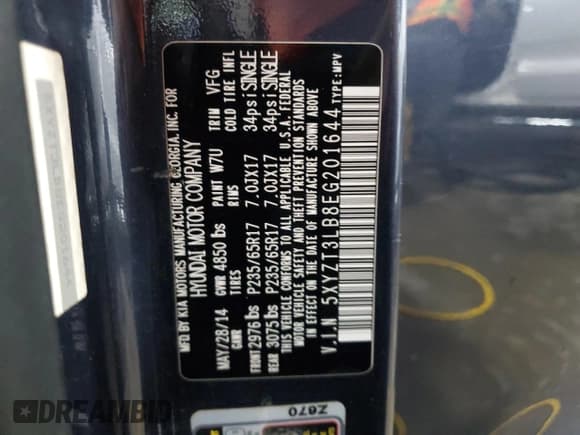 MFD BY KIA MOTORS MANUFACTURING GEORGIA, INC. FOR
HYUNDAI MOTOR COMPANY
MAY/28/14 PAINT W7U TRIM VFG
GVWR 4850 lbs
GAWR TIRES RIMS COLD TIRE INFL
FRONT 2976 lbs P235/65R17 7.0JX17 34psi SINGLE
REAR 3075 lbs P235/65R17 7.0JX17 34psi SINGLE
THIS VEHICLE CONFORMS TO ALL APPLICABLE U.S.A. FEDERAL
MOTOR VEHICLE SAFETY AND THEFT PREVENTION STANDARDS
IN EFFECT ON THE DATE OF MANUFACTURE SHOWN ABOVE
V.I.N 5XYZT3LB8EG201644 TYPE:MPV
Z670
DREAMBID